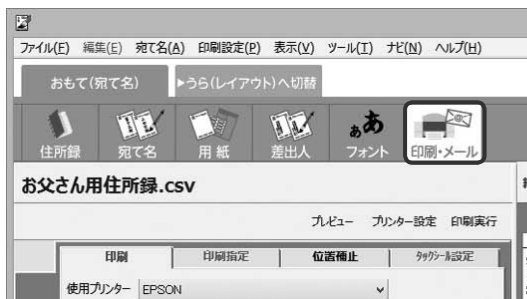 ファイル(F) 編集(E) 宛て名(A) 印刷設定(P) 表示(V) ツール(T) ナビ(N) ヘルプ(H)
おもて(宛て名) ▶うら(レイアウト)へ切替
住所録 宛て名 用紙 差出人 フォント 印刷・メール
お父さん用住所録.csv
プレビュー プリンター設定 印刷実行
印刷 印刷指定 位置補正 タックシール設定
使用プリンター EPSON